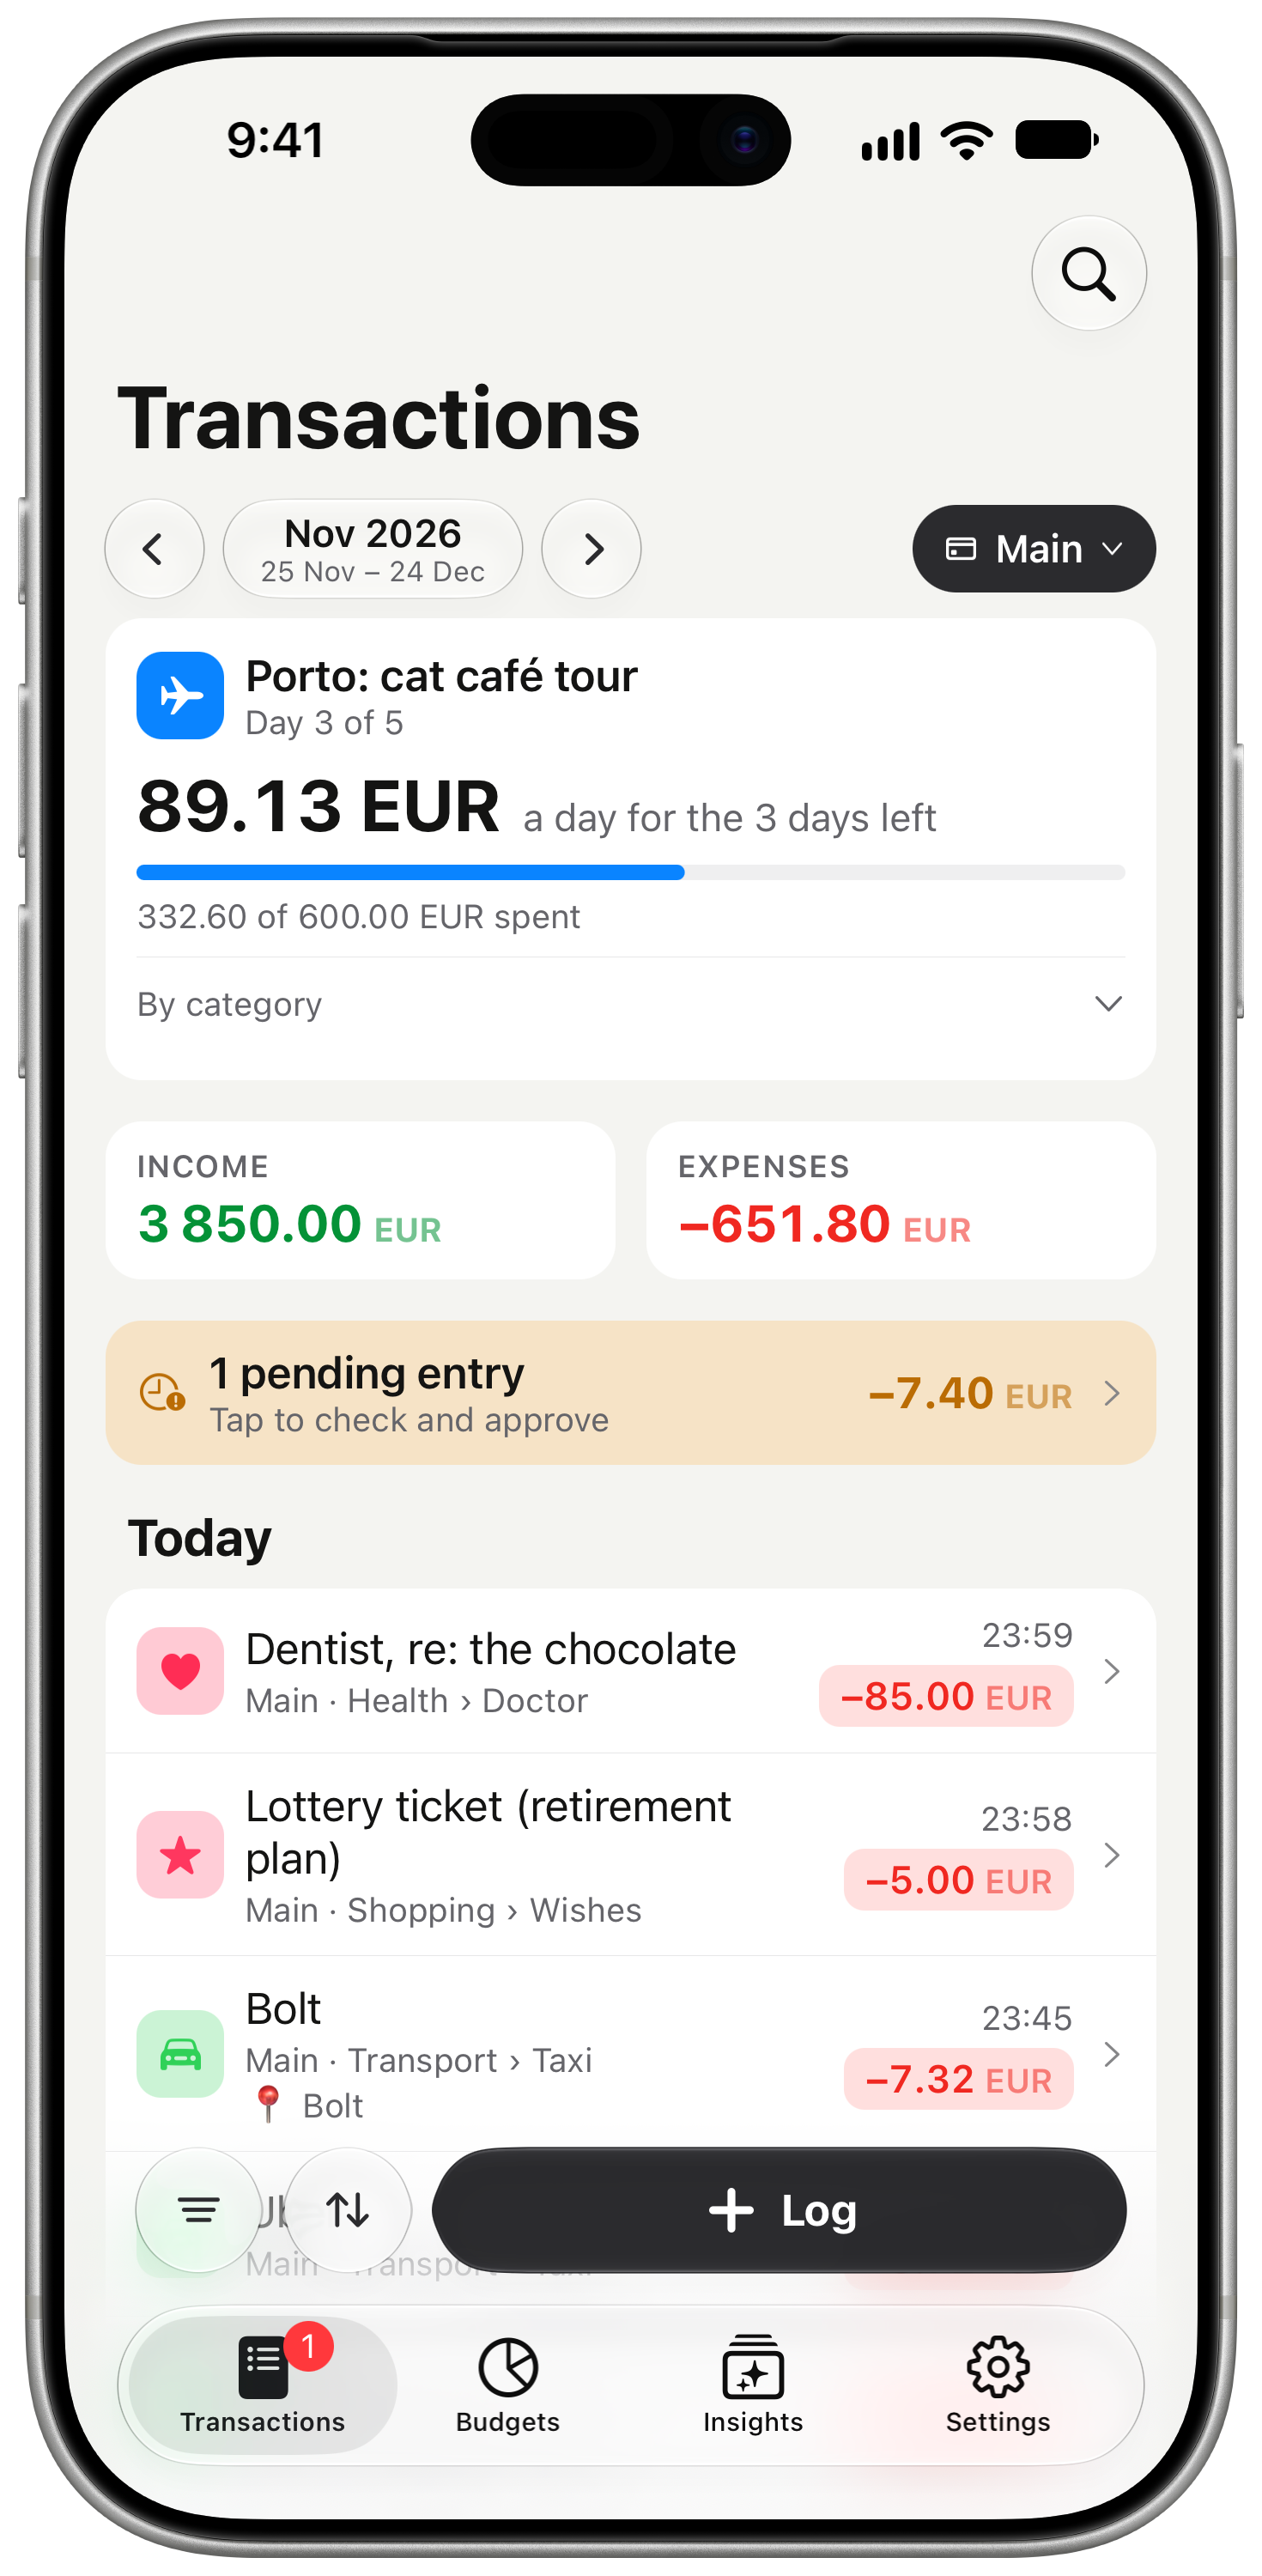 9:41
Transactions
Nov 2026
25 Nov – 24 Dec
Main
Porto: cat café tour
Day 3 of 5
89.13 EUR a day for the 3 days left
332.60 of 600.00 EUR spent
By category
INCOME
3 850.00 EUR
EXPENSES
−651.80 EUR
1 pending entry
Tap to check and approve
−7.40 EUR
Today
Dentist, re: the chocolate
Main · Health › Doctor
23:59
−85.00 EUR
Lottery ticket (retirement
plan)
Main · Shopping › Wishes
23:58
−5.00 EUR
Bolt
Main · Transport › Taxi
📍 Bolt
23:45
−7.32 EUR
Main Transport
Log
1
Transactions
Budgets
Insights
Settings